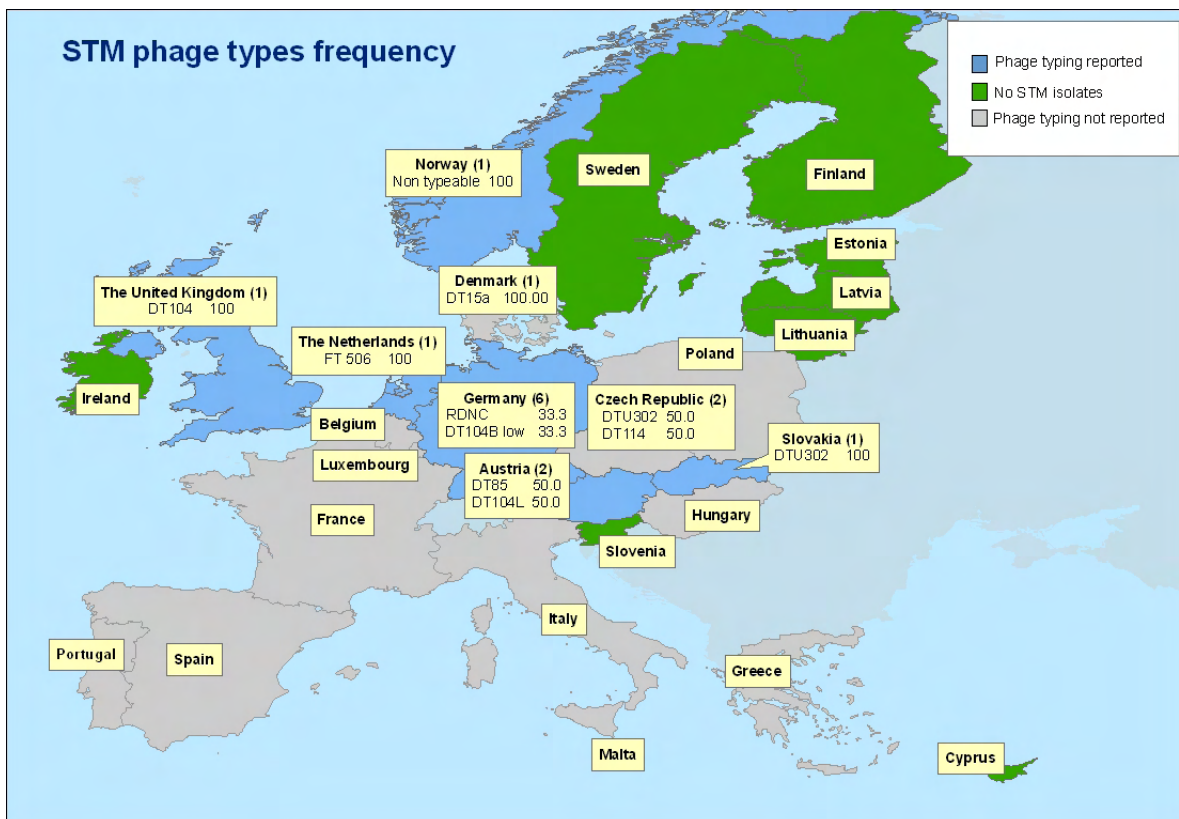 STM phage types frequency
Phage typing reported
No STM isolates
Phage typing not reported
Norway (1)
Non typeable 100
Sweden
Finland
Estonia
Latvia
Lithuania
Denmark (1)
DT15a 100.00
The United Kingdom (1)
DT104 100
The Netherlands (1)
FT 506 100
Ireland
Poland
Germany (6)
RDNC 33.3
DT104B low 33.3
Czech Republic (2)
DTU302 50.0
DT114 50.0
Belgium
Slovakia (1)
DTU302 100
Luxembourg
Austria (2)
DT85 50.0
DT104L 50.0
France
Hungary
Slovenia
Italy
Portugal
Spain
Greece
Malta
Cyprus